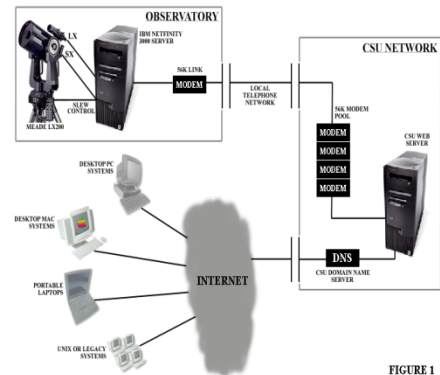 OBSERVATORY
IBM NETFINITY
3000 SERVER
LX
SX
SLEW
CONTROL
MEADE LX200
56K LINK
MODEM
LOCAL
TELEPHONE
NETWORK
CSU NETWORK
56K MODEM
POOL
MODEM
MODEM
MODEM
MODEM
CSU WEB
SERVER
DNS
CSU DOMAIN NAME
SERVER
DESKTOP PC
SYSTEMS
DESKTOP MAC
SYSTEMS
PORTABLE
LAPTOPS
UNIX OR LEGACY
SYSTEMS
INTERNET
FIGURE 1